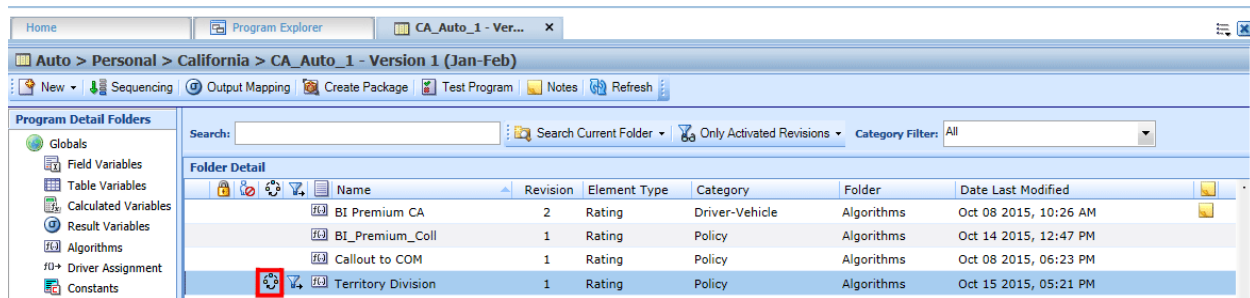 Home Program Explorer CA_Auto_1 - Ver... x
Auto > Personal > California > CA_Auto_1 - Version 1 (Jan-Feb)
New Sequencing Output Mapping Create Package Test Program Notes Refresh
Program Detail Folders
Globals
Field Variables
Table Variables
Calculated Variables
Result Variables
Algorithms
Driver Assignment
Constants
Search: Search Current Folder Only Activated Revisions Category Filter: All
Folder Detail
Name Revision Element Type Category Folder Date Last Modified
BI Premium CA 2 Rating Driver-Vehicle Algorithms Oct 08 2015, 10:26 AM
BI_Premium_Coll 1 Rating Policy Algorithms Oct 14 2015, 12:47 PM
Callout to COM 1 Rating Policy Algorithms Oct 08 2015, 06:23 PM
Territory Division 1 Rating Policy Algorithms Oct 15 2015, 05:21 PM